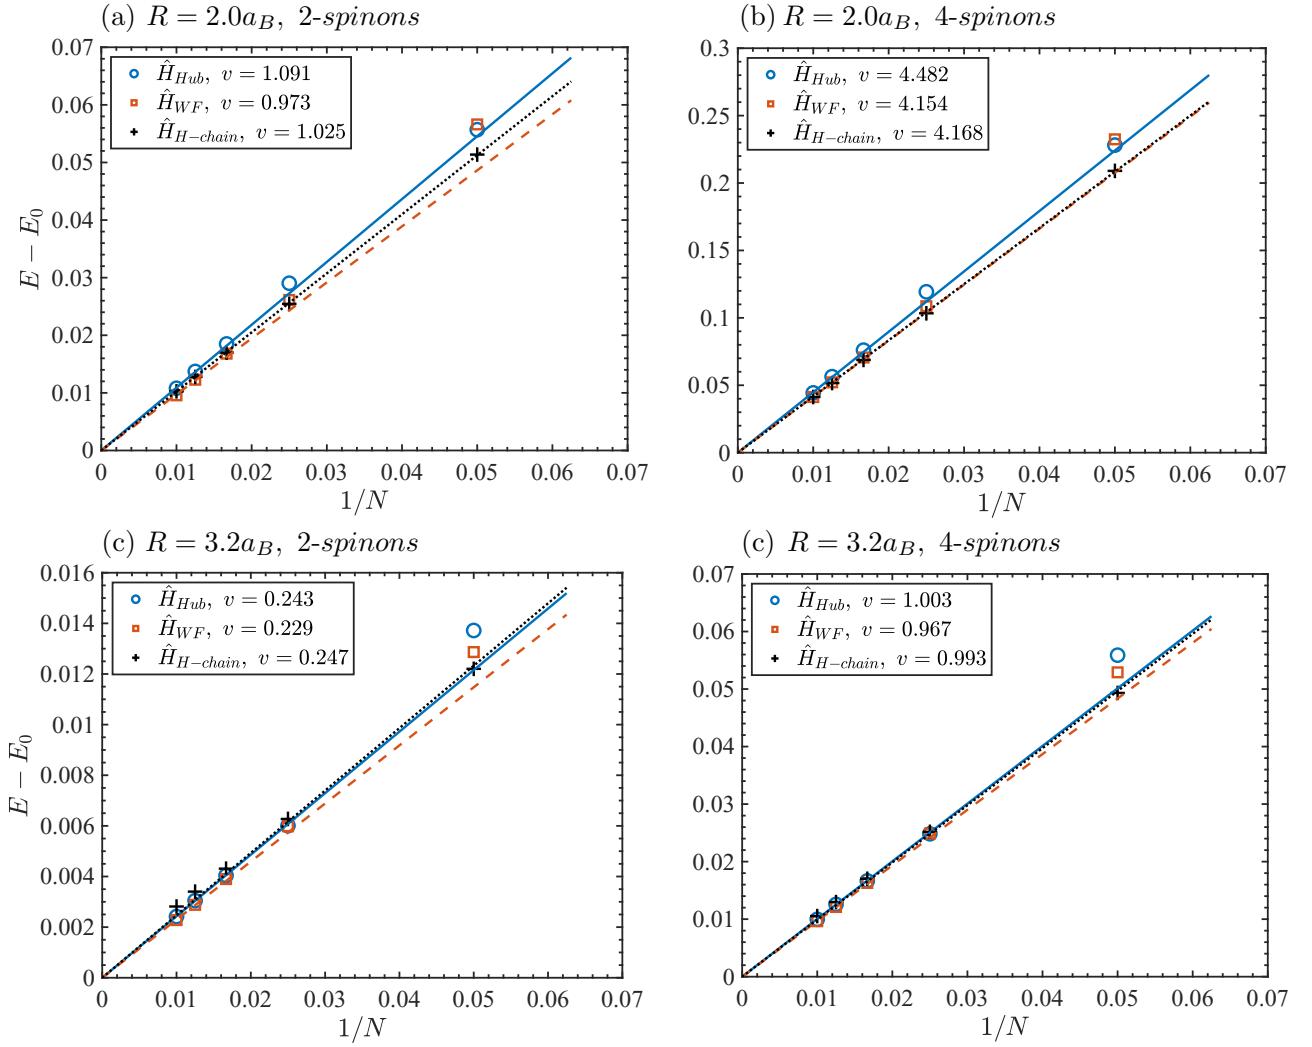 (a) R = 2.0a_B, 2-spinons
0.07
0.06
0.05
0.04
0.03
0.02
0.01
0
E − E_0
Ĥ_Hub, v = 1.091
Ĥ_WF, v = 0.973
Ĥ_H−chain, v = 1.025
0 0.01 0.02 0.03 0.04 0.05 0.06 0.07
1/N
(b) R = 2.0a_B, 4-spinons
0.3
0.25
0.2
0.15
0.1
0.05
0
Ĥ_Hub, v = 4.482
Ĥ_WF, v = 4.154
Ĥ_H−chain, v = 4.168
0 0.01 0.02 0.03 0.04 0.05 0.06 0.07
1/N
(c) R = 3.2a_B, 2-spinons
0.016
0.014
0.012
0.01
0.008
0.006
0.004
0.002
0
E − E_0
Ĥ_Hub, v = 0.243
Ĥ_WF, v = 0.229
Ĥ_H−chain, v = 0.247
0 0.01 0.02 0.03 0.04 0.05 0.06 0.07
1/N
(c) R = 3.2a_B, 4-spinons
0.07
0.06
0.05
0.04
0.03
0.02
0.01
0
Ĥ_Hub, v = 1.003
Ĥ_WF, v = 0.967
Ĥ_H−chain, v = 0.993
0 0.01 0.02 0.03 0.04 0.05 0.06 0.07
1/N